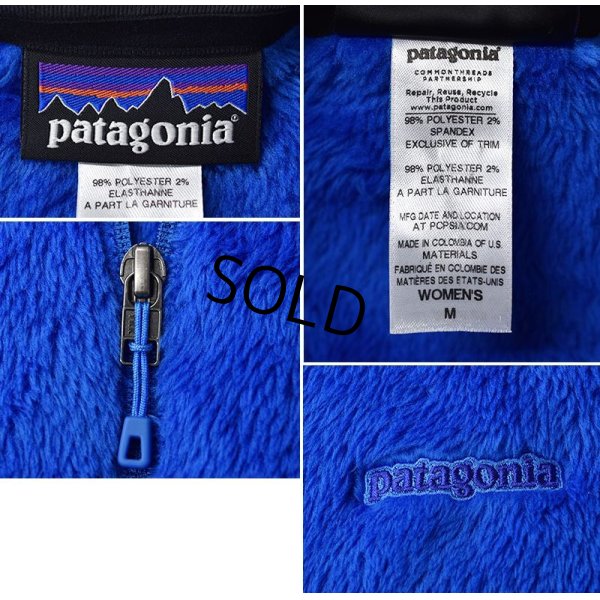 patagonia®
98% POLYESTER 2%
ELASTHANNE
A PART LA GARNITURE
patagonia®
COMMONTHREADS
PARTNERSHIP
Repair, Reuse, Recycle
This Product
www.patagonia.com
98% POLYESTER 2%
SPANDEX
EXCLUSIVE OF TRIM
98% POLYESTER 2%
ELASTHANNE
A PART LA GARNITURE
MFG DATE AND LOCATION
AT PCPSIA.COM
MADE IN COLOMBIA OF U.S.
MATERIALS
FABRIQUÉ EN COLOMBIE DES
MATIÈRES DES ETATS-UNIS
WOMEN'S
M
SOLD
patagonia